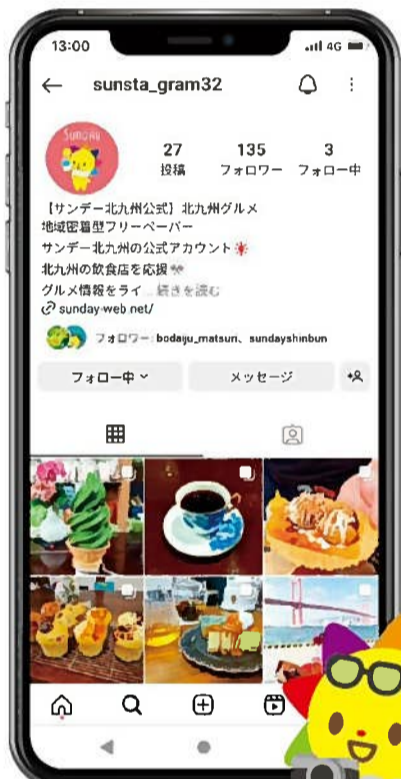 13:00
4G
sunsta_gram32
SUNDAY
27
135
3
投稿
フォロワー
フォロー中
【サンデー北九州公式】北九州グルメ
地域密着型フリーペーパー
サンデー北九州の公式アカウント
北九州の飲食店を応援
グルメ情報をライ…続きを読む
sunday-web.net/
フォロワー: bodaiju_matsuri、sundayshinbun
フォロー中
メッセージ